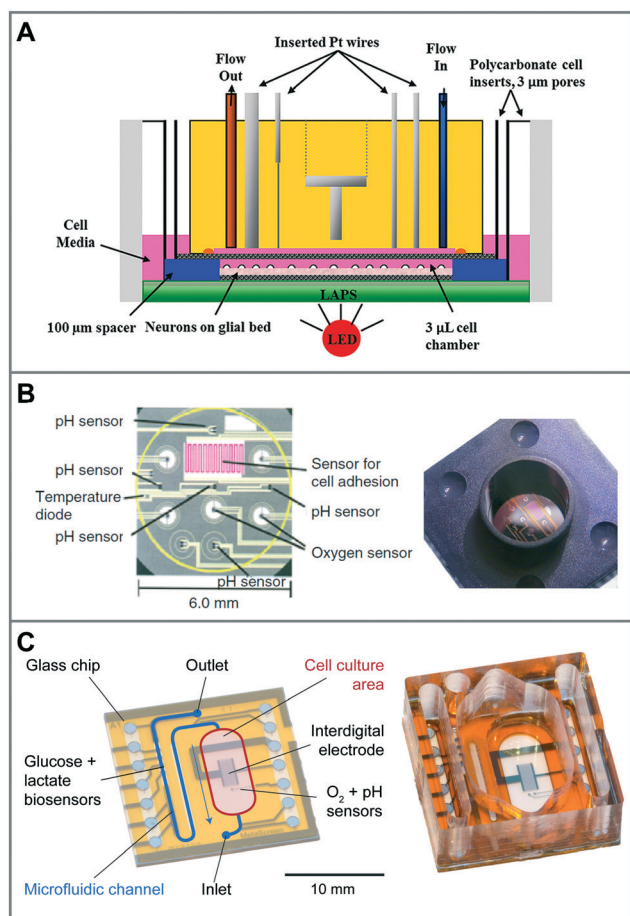 A
Inserted Pt wires
Flow
Out
Flow
In
Polycarbonate cell
inserts, 3 µm pores
Cell
Media
100 µm spacer
Neurons on glial bed
LAPS
LED
3 µL cell
chamber
B
pH sensor
pH sensor
Temperature
diode
pH sensor
Sensor for
cell adhesion
pH sensor
Oxygen sensor
pH sensor
6.0 mm
C
Glass chip
Outlet
Cell culture
area
Glucose +
lactate
biosensors
Interdigital
electrode
O₂ + pH
sensors
Microfluidic channel
Inlet
10 mm